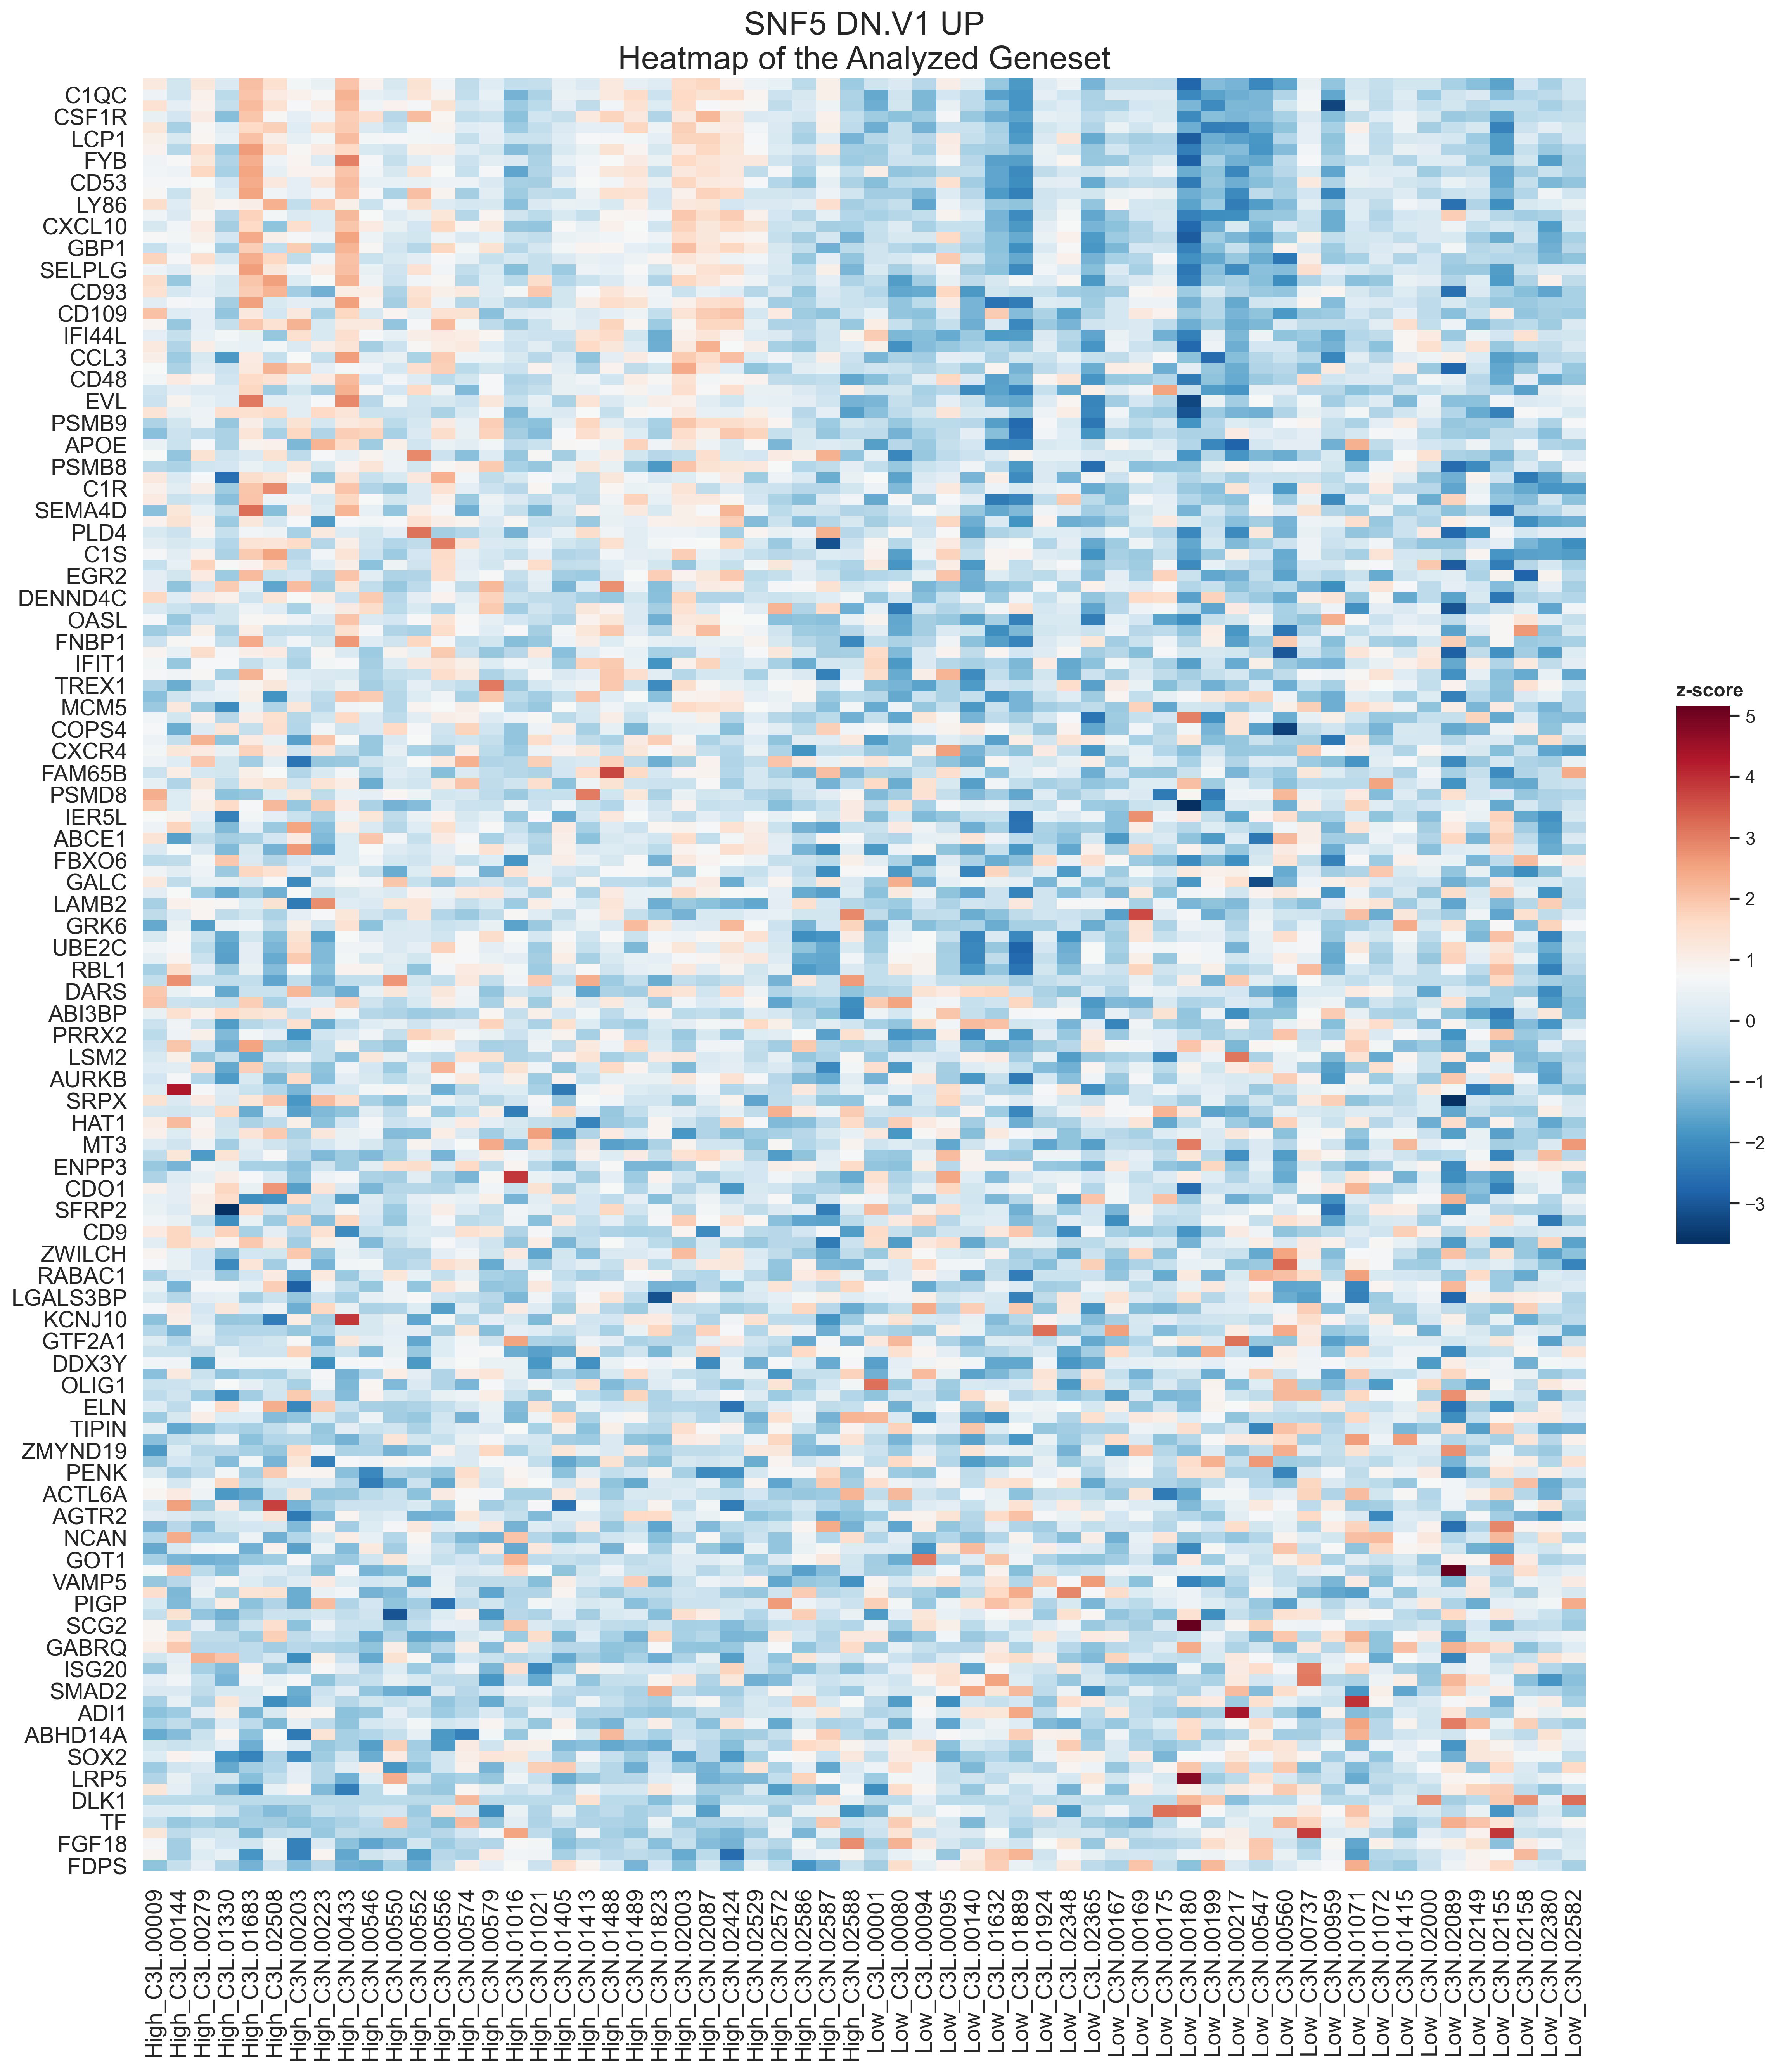 SNF5 DN.V1 UP
Heatmap of the Analyzed Geneset
C1QC
CSF1R
LCP1
FYB
CD53
LY86
CXCL10
GBP1
SELPLG
CD93
CD109
IFI44L
CCL3
CD48
EVL
PSMB9
APOE
PSMB8
C1R
SEMA4D
PLD4
C1S
EGR2
DENND4C
OASL
FNBP1
IFIT1
TREX1
MCM5
COPS4
CXCR4
FAM65B
PSMD8
IER5L
ABCE1
FBXO6
GALC
LAMB2
GRK6
UBE2C
RBL1
DARS
ABI3BP
PRRX2
LSM2
AURKB
SRPX
HAT1
MT3
ENPP3
CDO1
SFRP2
CD9
ZWILCH
RABAC1
LGALS3BP
KCNJ10
GTF2A1
DDX3Y
OLIG1
ELN
TIPIN
ZMYND19
PENK
ACTL6A
AGTR2
NCAN
GOT1
VAMP5
PIGP
SCG2
GABRQ
ISG20
SMAD2
ADI1
ABHD14A
SOX2
LRP5
DLK1
TF
FGF18
FDPS
High_C3L.00009
High_C3L.00144
High_C3L.00279
High_C3L.01330
High_C3L.01683
High_C3L.02508
High_C3N.00203
High_C3N.00223
High_C3N.00433
High_C3N.00546
High_C3N.00550
High_C3N.00552
High_C3N.00556
High_C3N.00574
High_C3N.00579
High_C3N.01016
High_C3N.01021
High_C3N.01405
High_C3N.01413
High_C3N.01488
High_C3N.01489
High_C3N.01823
High_C3N.02003
High_C3N.02087
High_C3N.02424
High_C3N.02529
High_C3N.02572
High_C3N.02586
High_C3N.02587
High_C3N.02588
Low_C3L.00001
Low_C3L.00080
Low_C3L.00094
Low_C3L.00095
Low_C3L.00140
Low_C3L.01632
Low_C3L.01889
Low_C3L.01924
Low_C3L.02348
Low_C3L.02365
Low_C3N.00167
Low_C3N.00169
Low_C3N.00175
Low_C3N.00180
Low_C3N.00199
Low_C3N.00217
Low_C3N.00547
Low_C3N.00560
Low_C3N.00737
Low_C3N.00959
Low_C3N.01071
Low_C3N.01072
Low_C3N.01415
Low_C3N.02000
Low_C3N.02089
Low_C3N.02149
Low_C3N.02155
Low_C3N.02158
Low_C3N.02380
Low_C3N.02582
z-score
5
4
3
2
1
0
−1
−2
−3